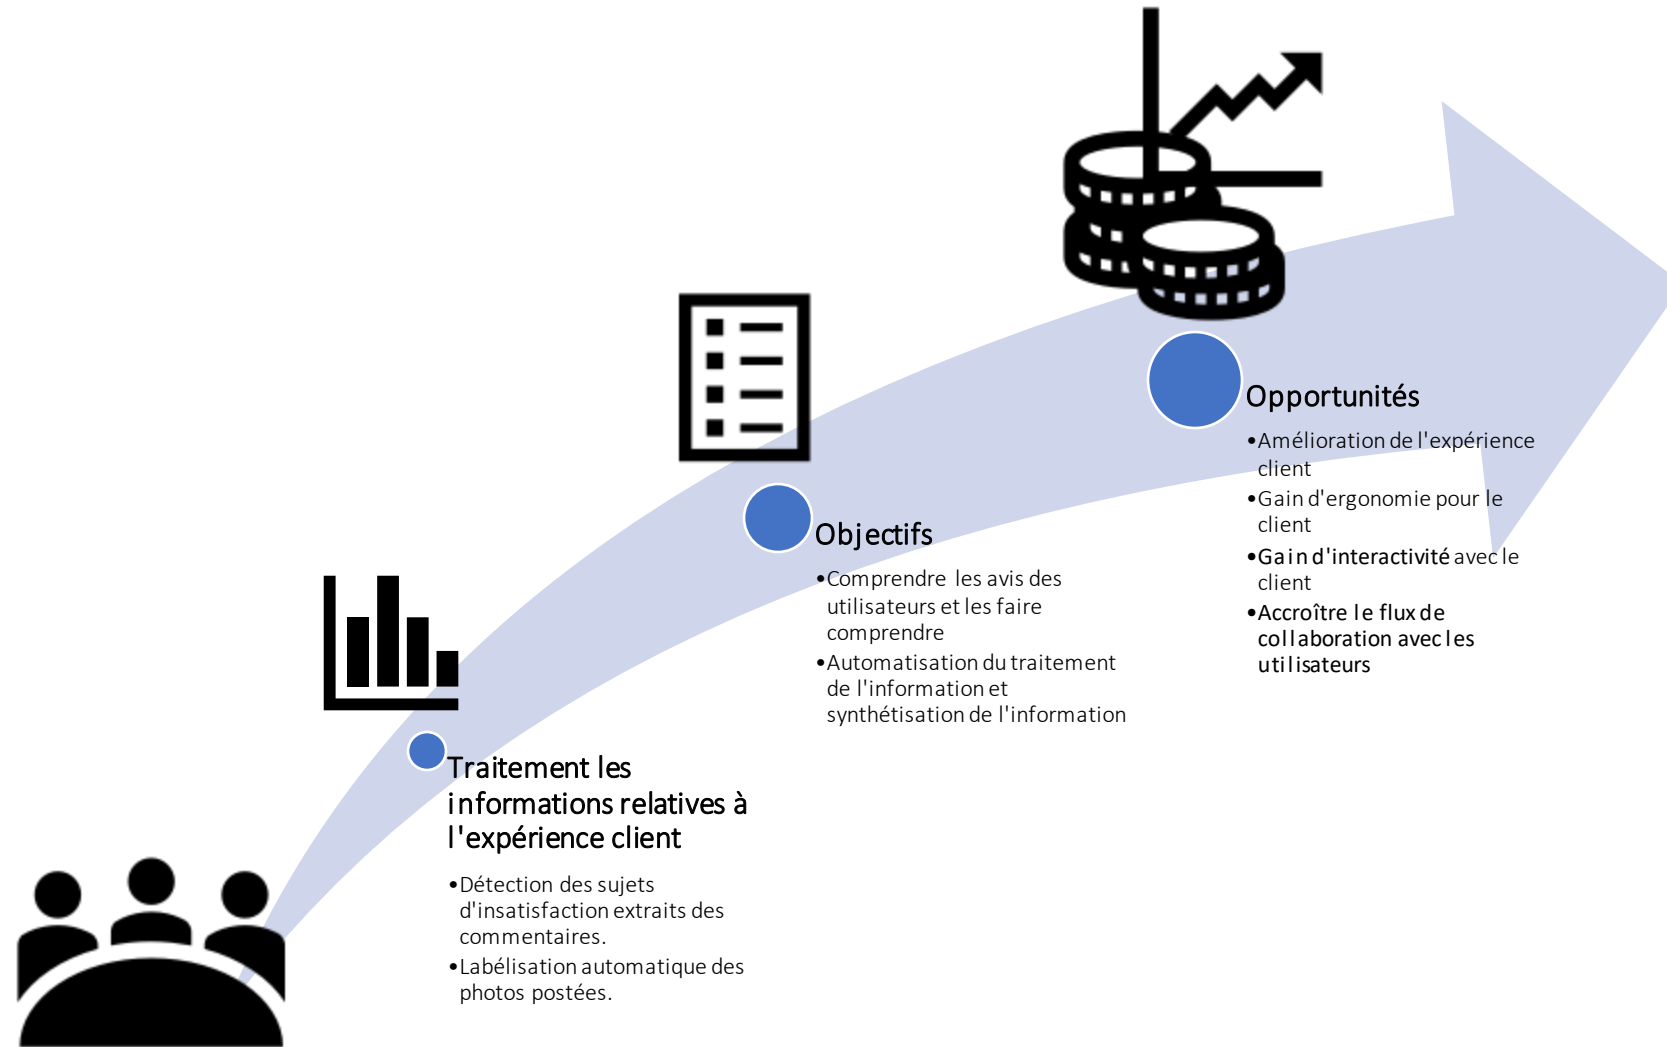 Traitement les
informations relatives à
l'expérience client
•Détection des sujets
d'insatisfaction extraits des
commentaires.
•Labélisation automatique des
photos postées.
Objectifs
•Comprendre les avis des
utilisateurs et les faire
comprendre
•Automatisation du traitement
de l'information et
synthétisation de l'information
Opportunités
•Amélioration de l'expérience
client
•Gain d'ergonomie pour le
client
•Gain d'interactivité avec le
client
•Accroître le flux de
collaboration avec les
utilisateurs